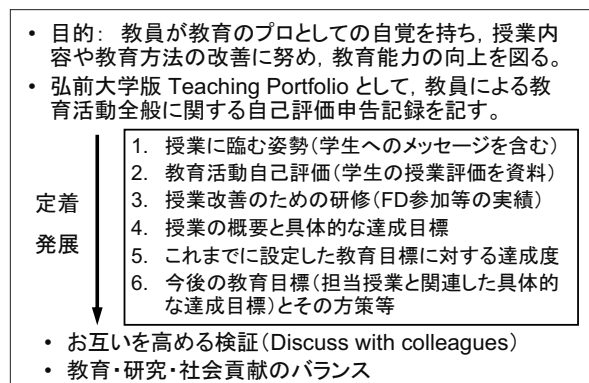 • 目的： 教員が教育のプロとしての自覚を持ち，授業内
容や教育方法の改善に努め，教育能力の向上を図る。
• 弘前大学版 Teaching Portfolio として，教員による教
育活動全般に関する自己評価申告記録を記す。
1. 授業に臨む姿勢（学生へのメッセージを含む）
2. 教育活動自己評価（学生の授業評価を資料）
3. 授業改善のための研修（FD参加等の実績）
4. 授業の概要と具体的な達成目標
5. これまでに設定した教育目標に対する達成度
6. 今後の教育目標（担当授業と関連した具体的
な達成目標）とその方策等
定着
発展
• お互いを高める検証（Discuss with colleagues）
• 教育・研究・社会貢献のバランス